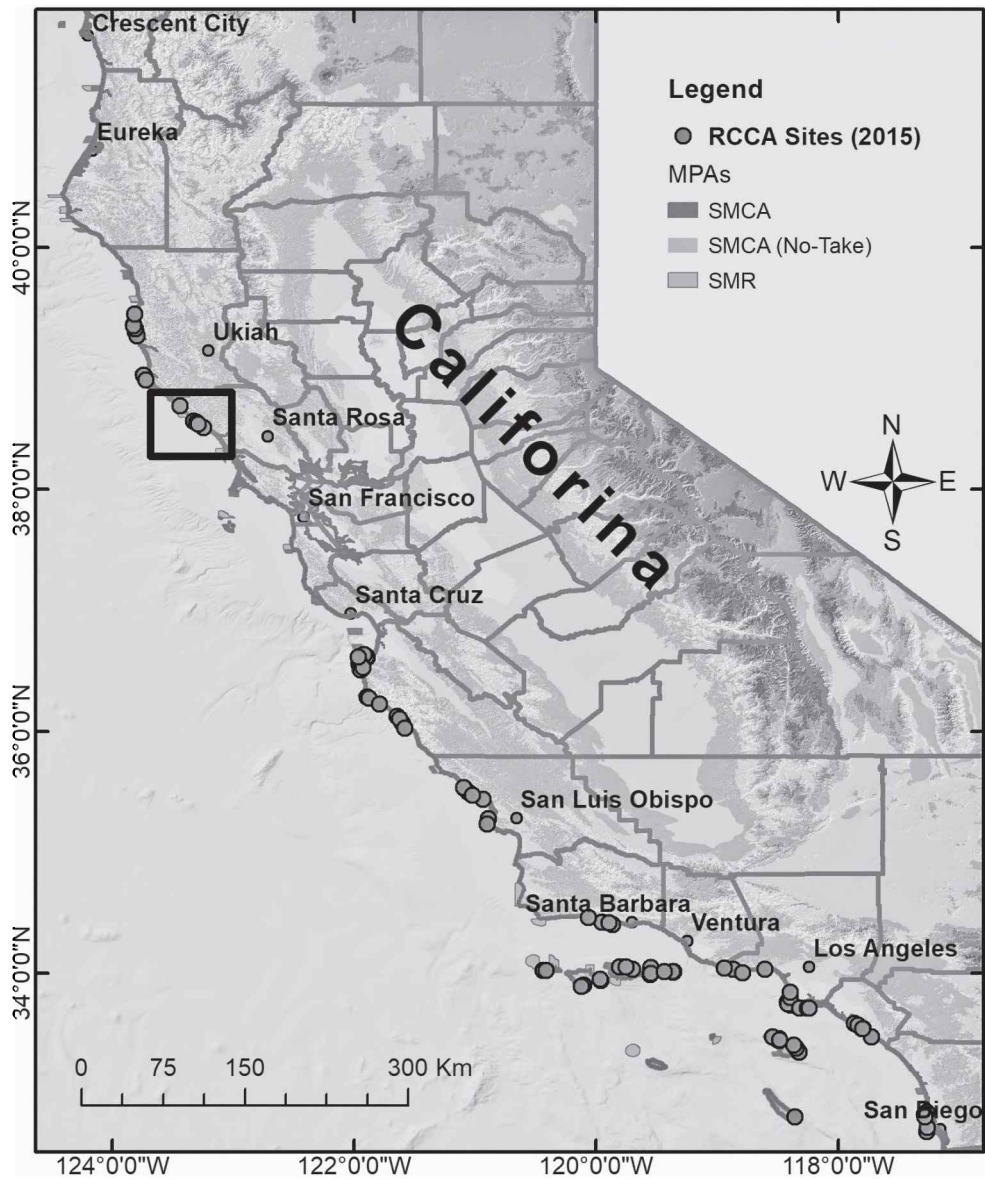 Crescent City
Eureka
Legend
RCCA Sites (2015)
MPAs
SMCA
SMCA (No-Take)
SMR
Ukiah
Santa Rosa
San Francisco
California
N
W
E
S
Santa Cruz
San Luis Obispo
Santa Barbara
Ventura
Los Angeles
San Diego
0 75 150 300 Km
40°0'0"N
38°0'0"N
36°0'0"N
34°0'0"N
124°0'0"W 122°0'0"W 120°0'0"W 118°0'0"W